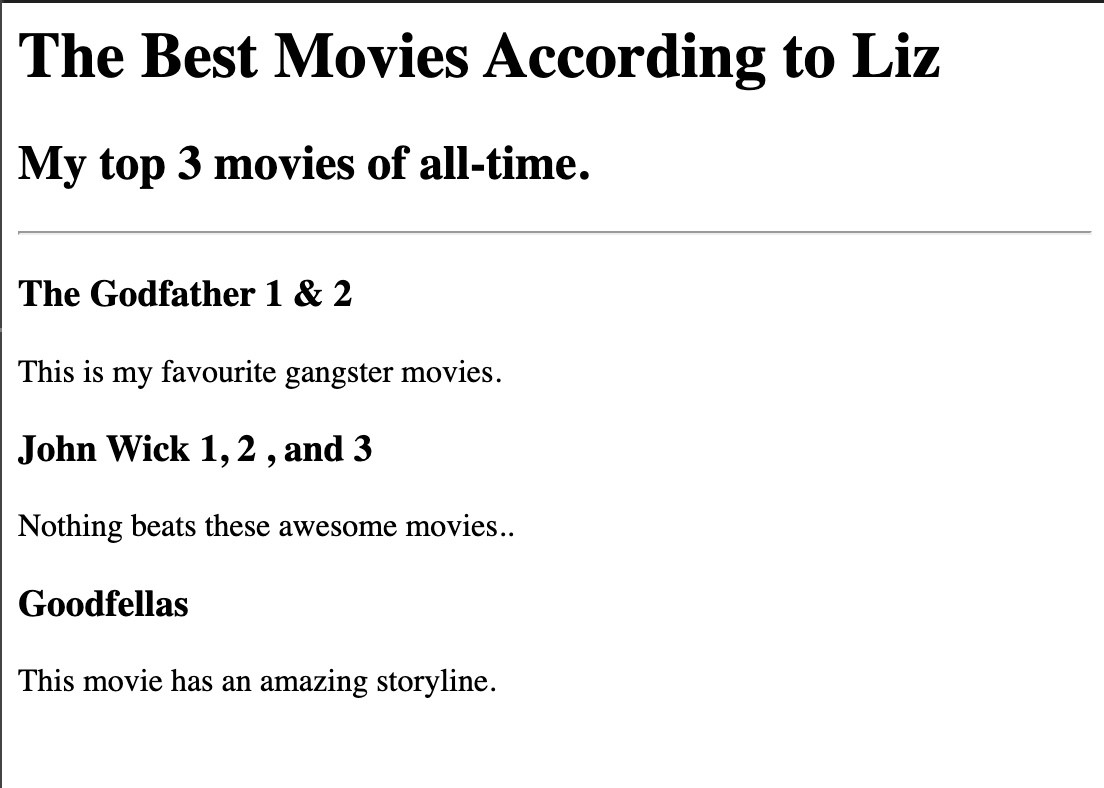 The Best Movies According to Liz
My top 3 movies of all-time.
The Godfather 1 & 2
This is my favourite gangster movies.
John Wick 1, 2 , and 3
Nothing beats these awesome movies..
Goodfellas
This movie has an amazing storyline.